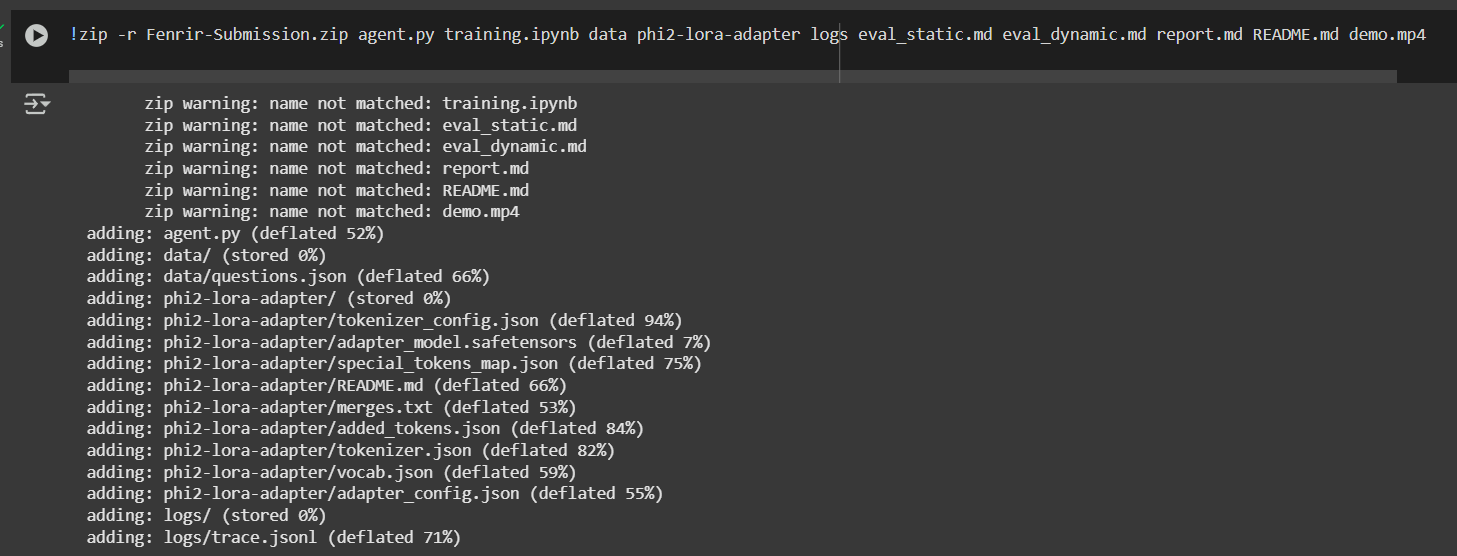 s
!zip -r Fenrir-Submission.zip agent.py training.ipynb data phi2-lora-adapter logs eval_static.md eval_dynamic.md report.md README.md demo.mp4
zip warning: name not matched: training.ipynb
zip warning: name not matched: eval_static.md
zip warning: name not matched: eval_dynamic.md
zip warning: name not matched: report.md
zip warning: name not matched: README.md
zip warning: name not matched: demo.mp4
adding: agent.py (deflated 52%)
adding: data/ (stored 0%)
adding: data/questions.json (deflated 66%)
adding: phi2-lora-adapter/ (stored 0%)
adding: phi2-lora-adapter/tokenizer_config.json (deflated 94%)
adding: phi2-lora-adapter/adapter_model.safetensors (deflated 7%)
adding: phi2-lora-adapter/special_tokens_map.json (deflated 75%)
adding: phi2-lora-adapter/README.md (deflated 66%)
adding: phi2-lora-adapter/merges.txt (deflated 53%)
adding: phi2-lora-adapter/added_tokens.json (deflated 84%)
adding: phi2-lora-adapter/tokenizer.json (deflated 82%)
adding: phi2-lora-adapter/vocab.json (deflated 59%)
adding: phi2-lora-adapter/adapter_config.json (deflated 55%)
adding: logs/ (stored 0%)
adding: logs/trace.jsonl (deflated 71%)